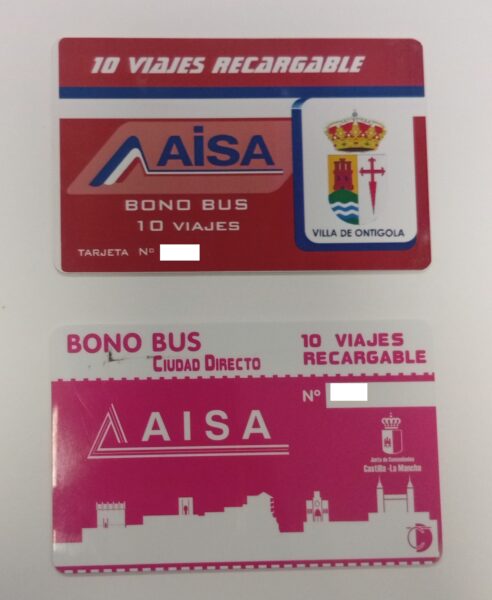 10 VIAJES RECARGABLE
AiSA
BONO BUS
10 VIAJES
TARJETA Nº
VILLA DE ONTIGOLA
BONO BUS
CIUDAD DIRECTO
10 VIAJES
RECARGABLE
Nº
AISA
Junta de Comunidades
Castilla-La Mancha